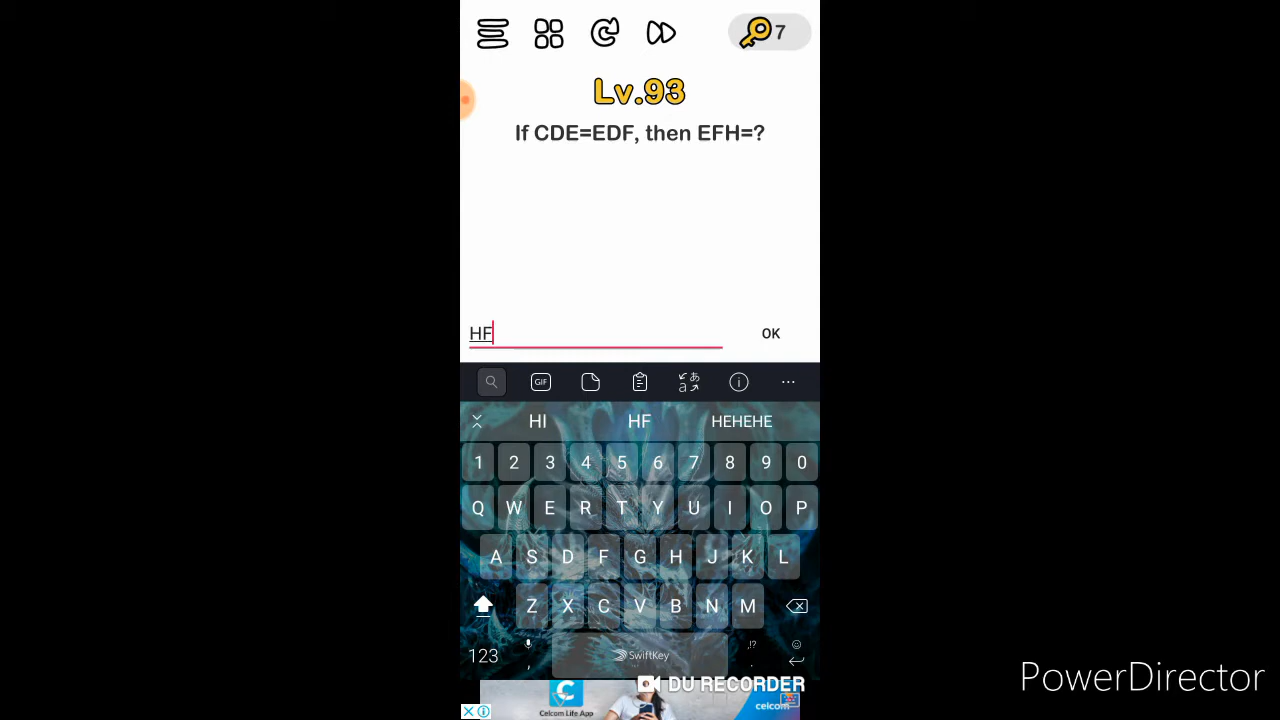 7
Lv.93
If CDE=EDF, then EFH=?
HF
OK
GIF
HI HF HEHEHE
1 2 3 4 5 6 7 8 9 0
Q W E R T Y U I O P
A S D F G H J K L
Z X C V B N M
123 , SwiftKey ,!? .
DU RECORDER
Celcom Life App
celcom
PowerDirector